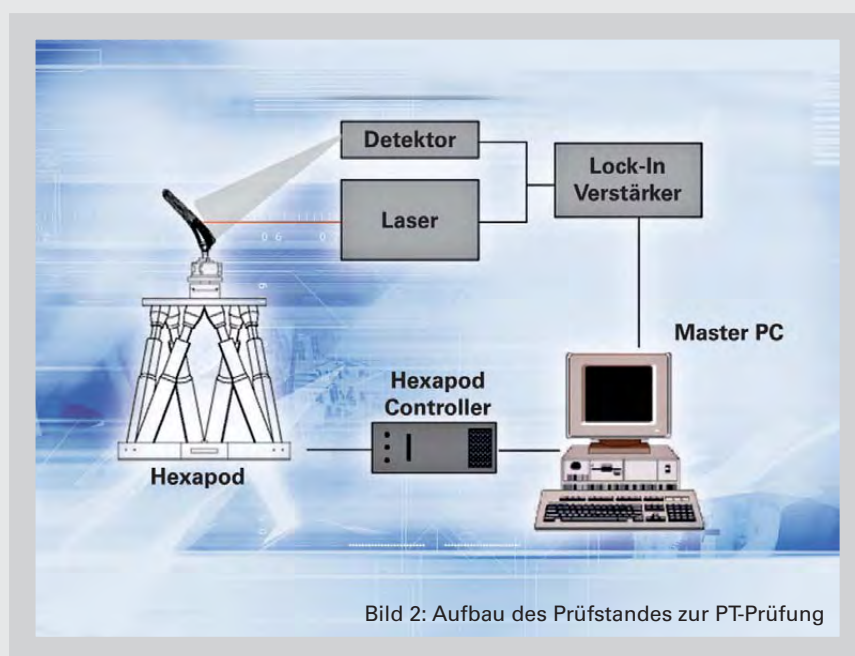 Detektor
Lock-In
Verstärker
Laser
Master PC
Hexapod
Controller
Hexapod
Bild 2: Aufbau des Prüfstandes zur PT-Prüfung